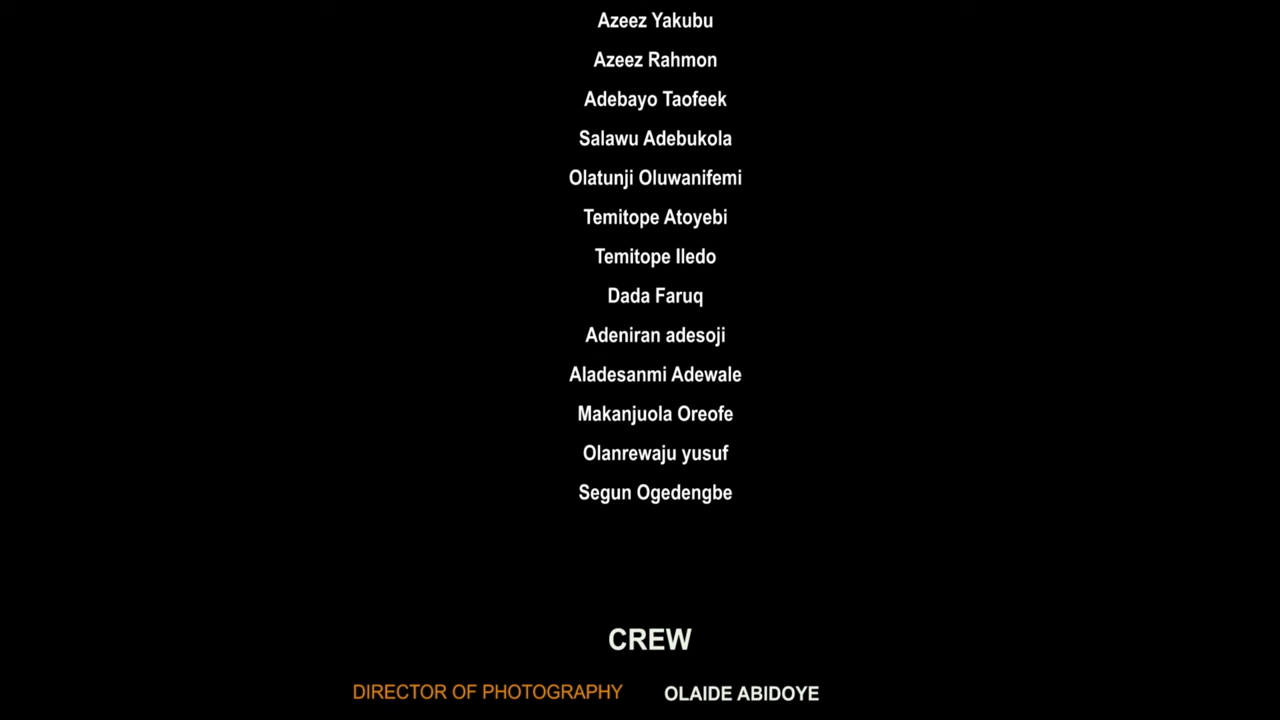 Azeez Yakubu
Azeez Rahmon
Adebayo Taofeek
Salawu Adebukola
Olatunji Oluwanifemi
Temitope Atoyebi
Temitope Iledo
Dada Faruq
Adeniran adesoji
Aladesanmi Adewale
Makanjuola Oreofe
Olanrewaju yusuf
Segun Ogedengbe
CREW
DIRECTOR OF PHOTOGRAPHY OLAIDE ABIDOYE